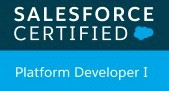 SALESFORCE
CERTIFIED
Platform Developer I